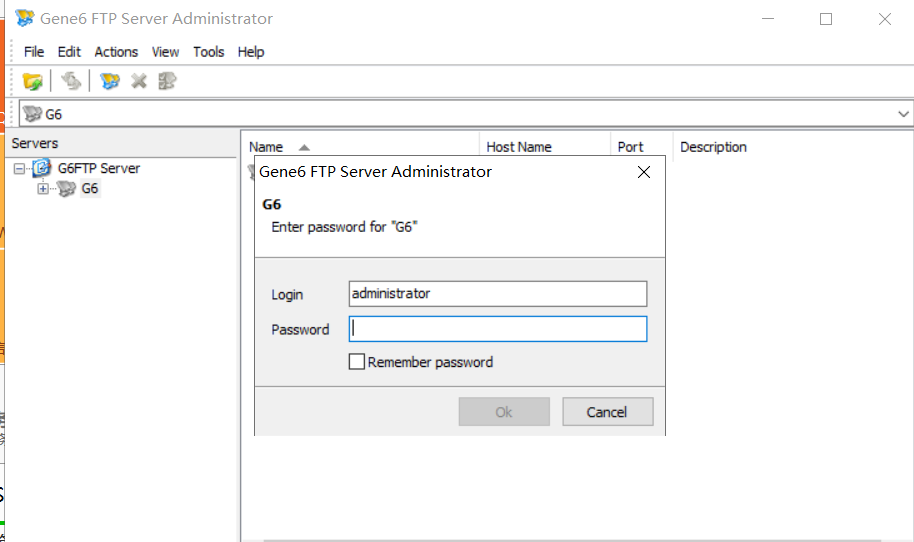 Gene6 FTP Server Administrator
File Edit Actions View Tools Help
G6
Servers
Name Host Name Port Description
G6FTP Server
G6
Gene6 FTP Server Administrator
G6
Enter password for "G6"
Login administrator
Password
Remember password
Ok Cancel